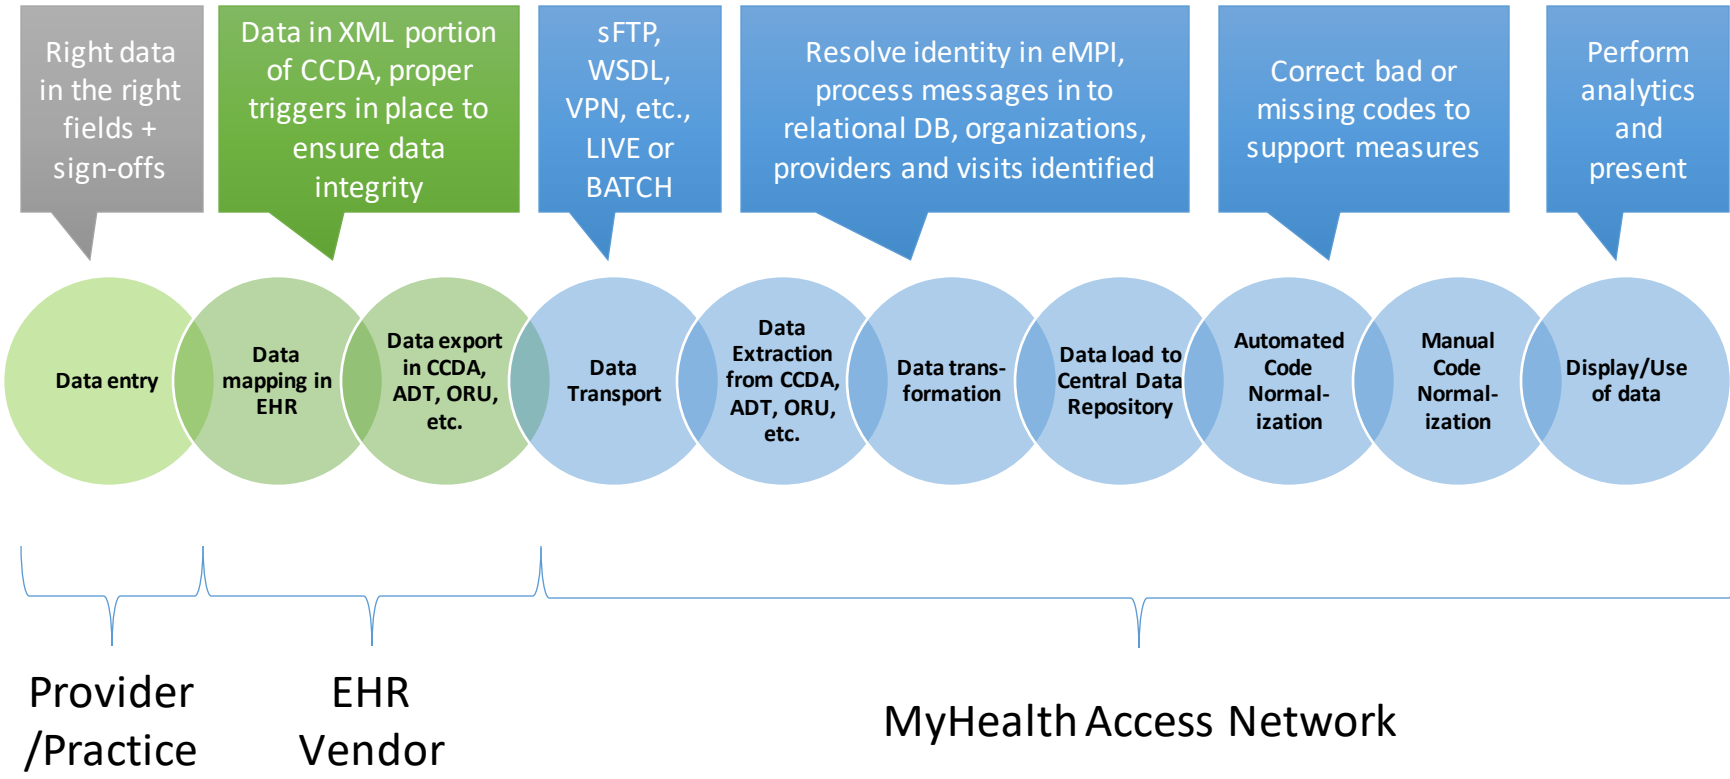 Right data
in the right
fields +
sign-offs
Data in XML portion
of CCDA, proper
triggers in place to
ensure data
integrity
sFTP,
WSDL,
VPN, etc.,
LIVE or
BATCH
Resolve identity in eMPI,
process messages in to
relational DB, organizations,
providers and visits identified
Correct bad or
missing codes to
support measures
Perform
analytics
and
present
Data entry
Data
mapping in
EHR
Data export
in CCDA,
ADT, ORU,
etc.
Data
Transport
Data
Extraction
from CCDA,
ADT, ORU,
etc.
Data trans-
formation
Data load to
Central Data
Repository
Automated
Code
Normal-
ization
Manual
Code
Normal-
ization
Display/Use
of data
Provider
/Practice
EHR
Vendor
MyHealth Access Network